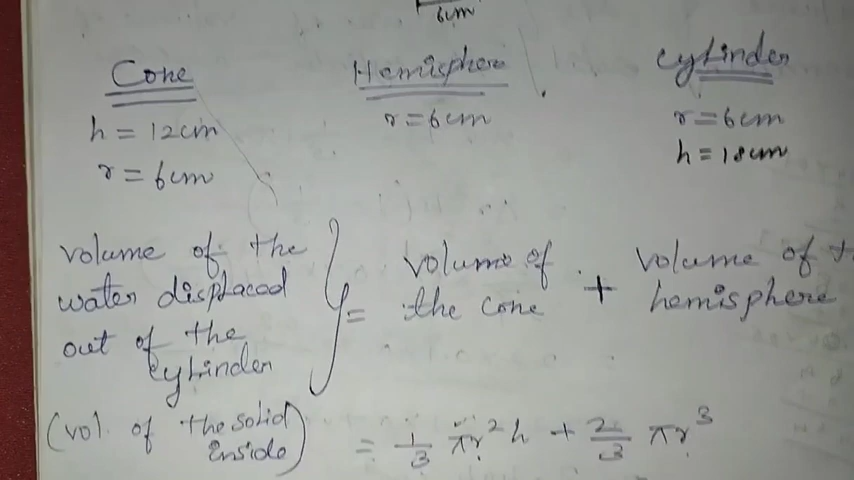 6cm
Cone Hemisphere Cylinder
h = 12cm r = 6cm r = 6cm
r = 6cm h = 18cm
volume of the
water displaced
out of the
cylinder
} =
volume of
the cone
+
volume of
hemisphere
(vol. of the solid
inside)
= 1/3 πr²h + 2/3 πr³